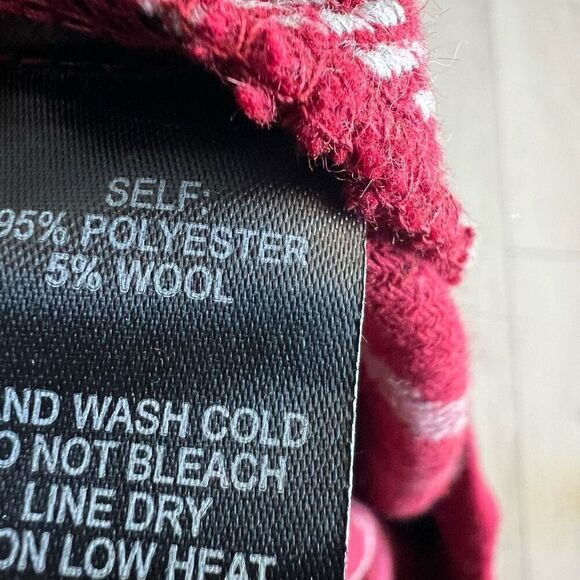 SELF:
95% POLYESTER
5% WOOL
AND WASH COLD
O NOT BLEACH
LINE DRY
ON LOW HEAT